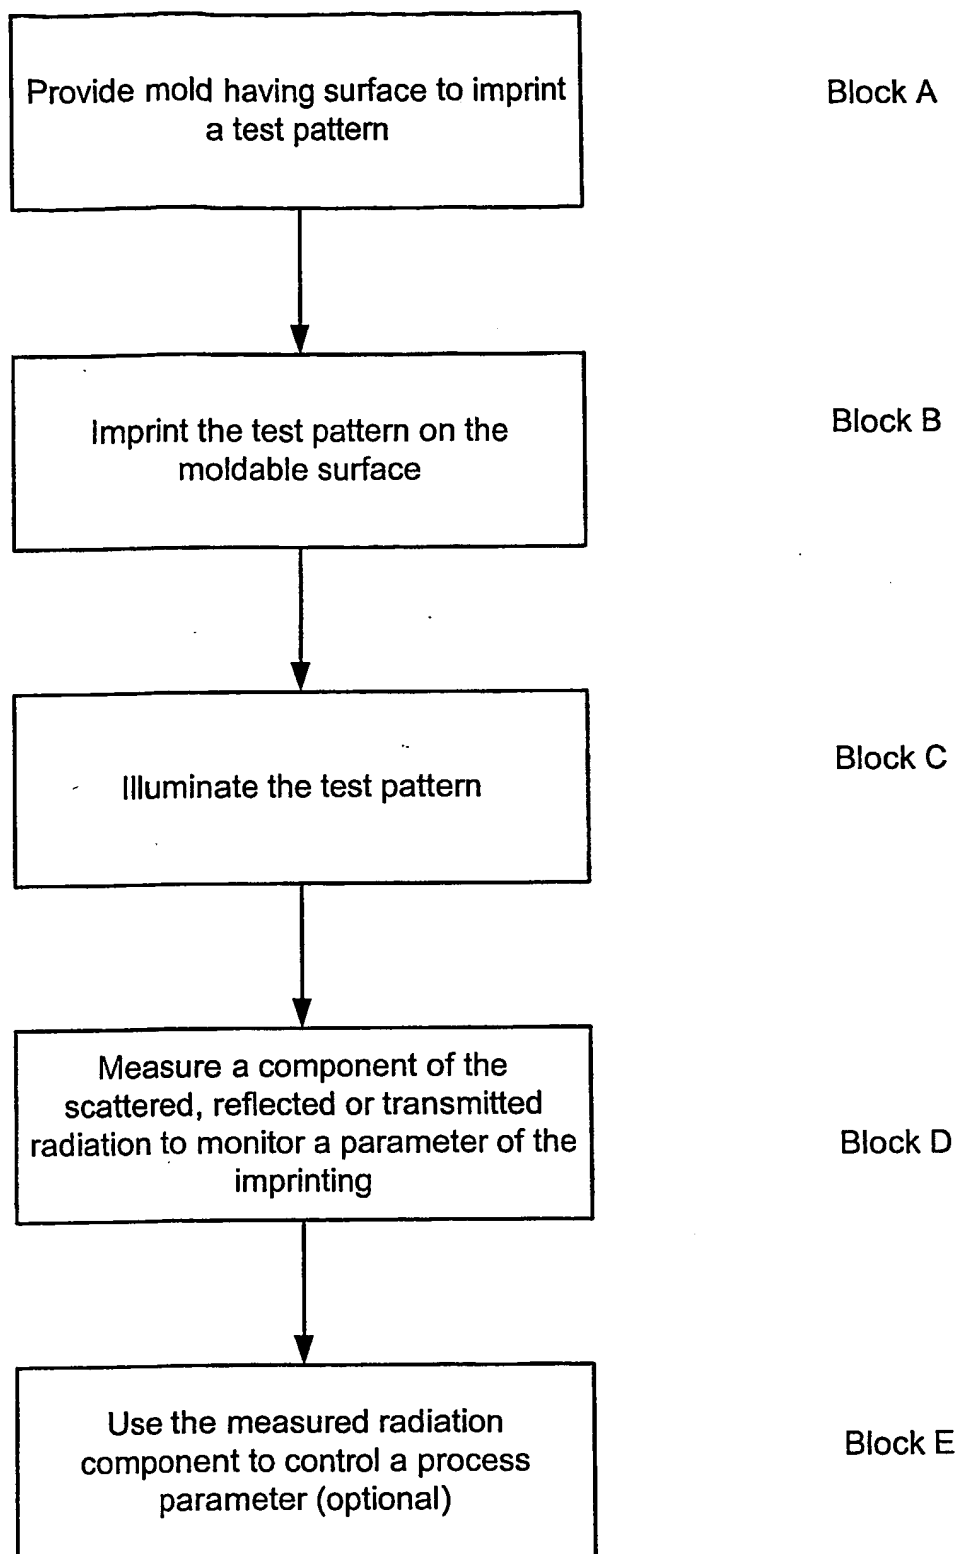 Provide mold having surface to imprint
a test pattern
Block A
Imprint the test pattern on the
moldable surface
Block B
Illuminate the test pattern
Block C
Measure a component of the
scattered, reflected or transmitted
radiation to monitor a parameter of the
imprinting
Block D
Use the measured radiation
component to control a process
parameter (optional)
Block E